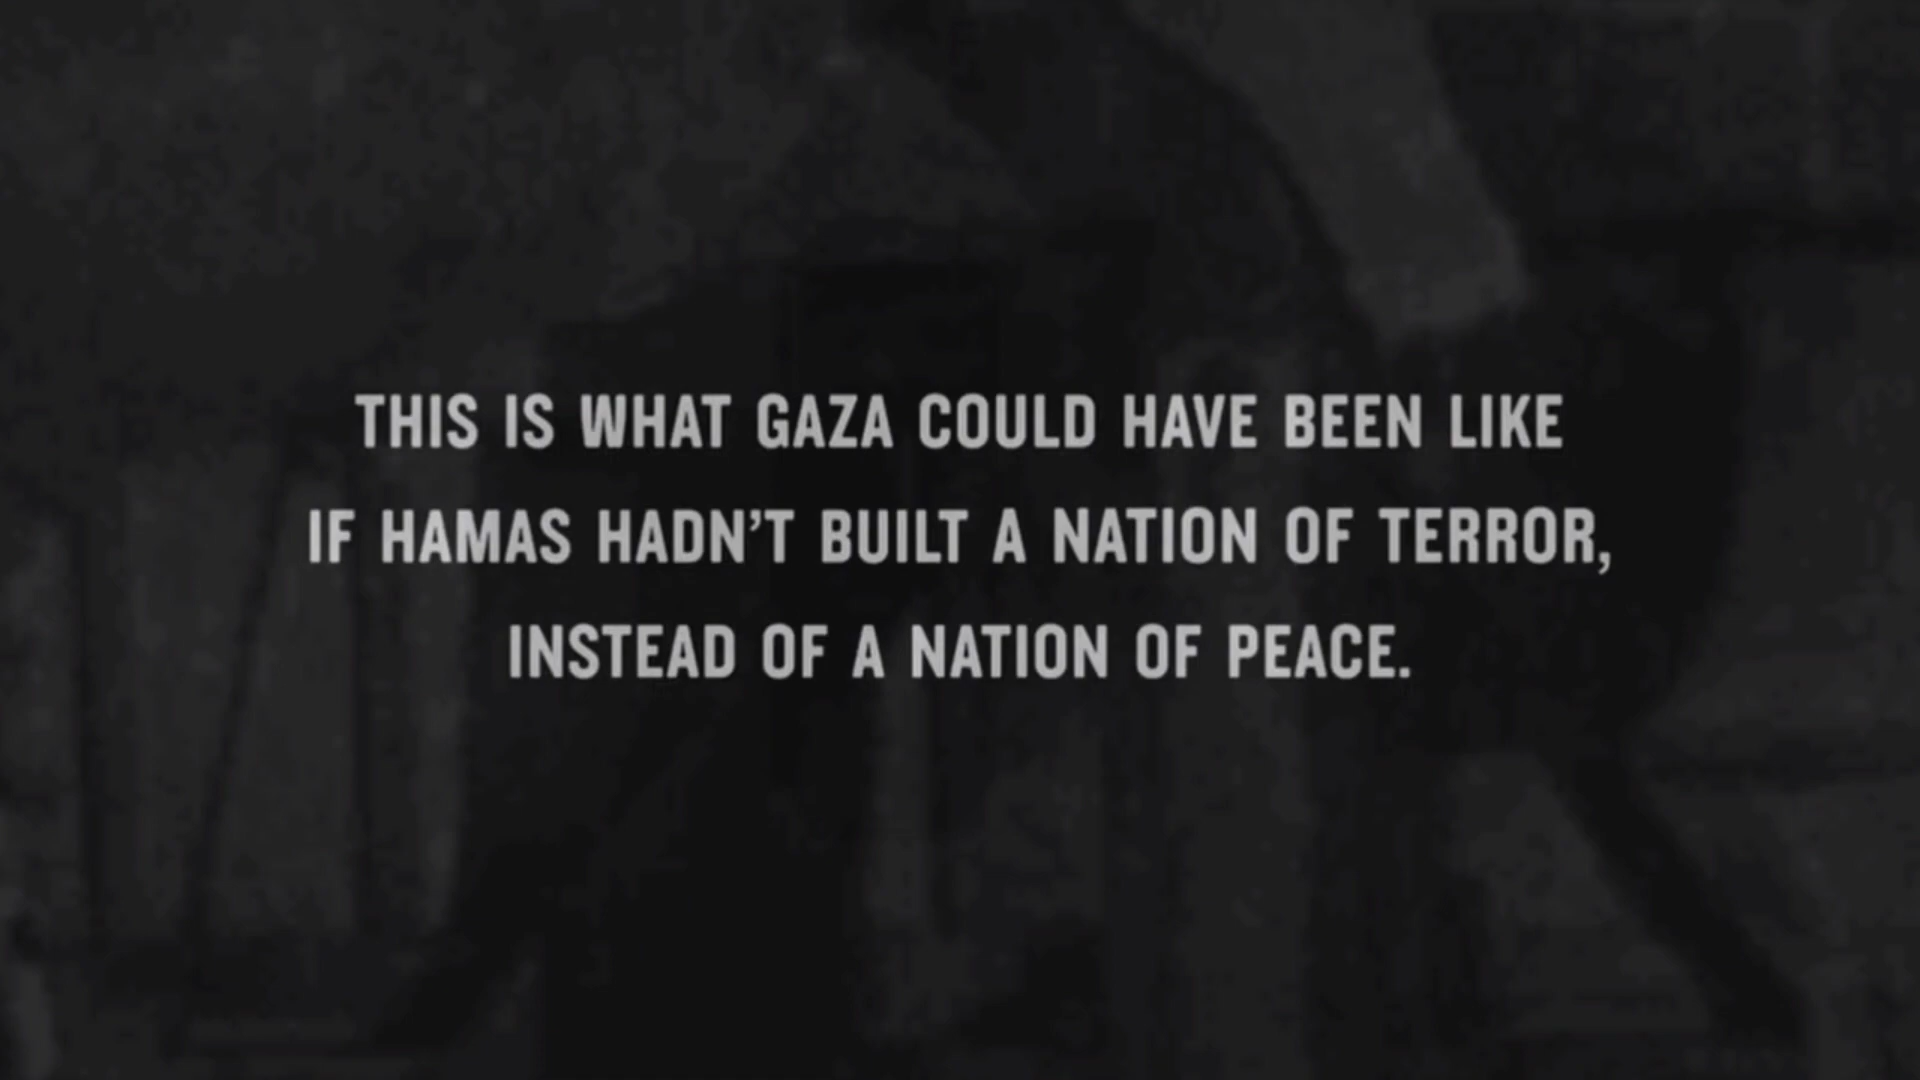 THIS IS WHAT GAZA COULD HAVE BEEN LIKE
IF HAMAS HADN'T BUILT A NATION OF TERROR,
INSTEAD OF A NATION OF PEACE.